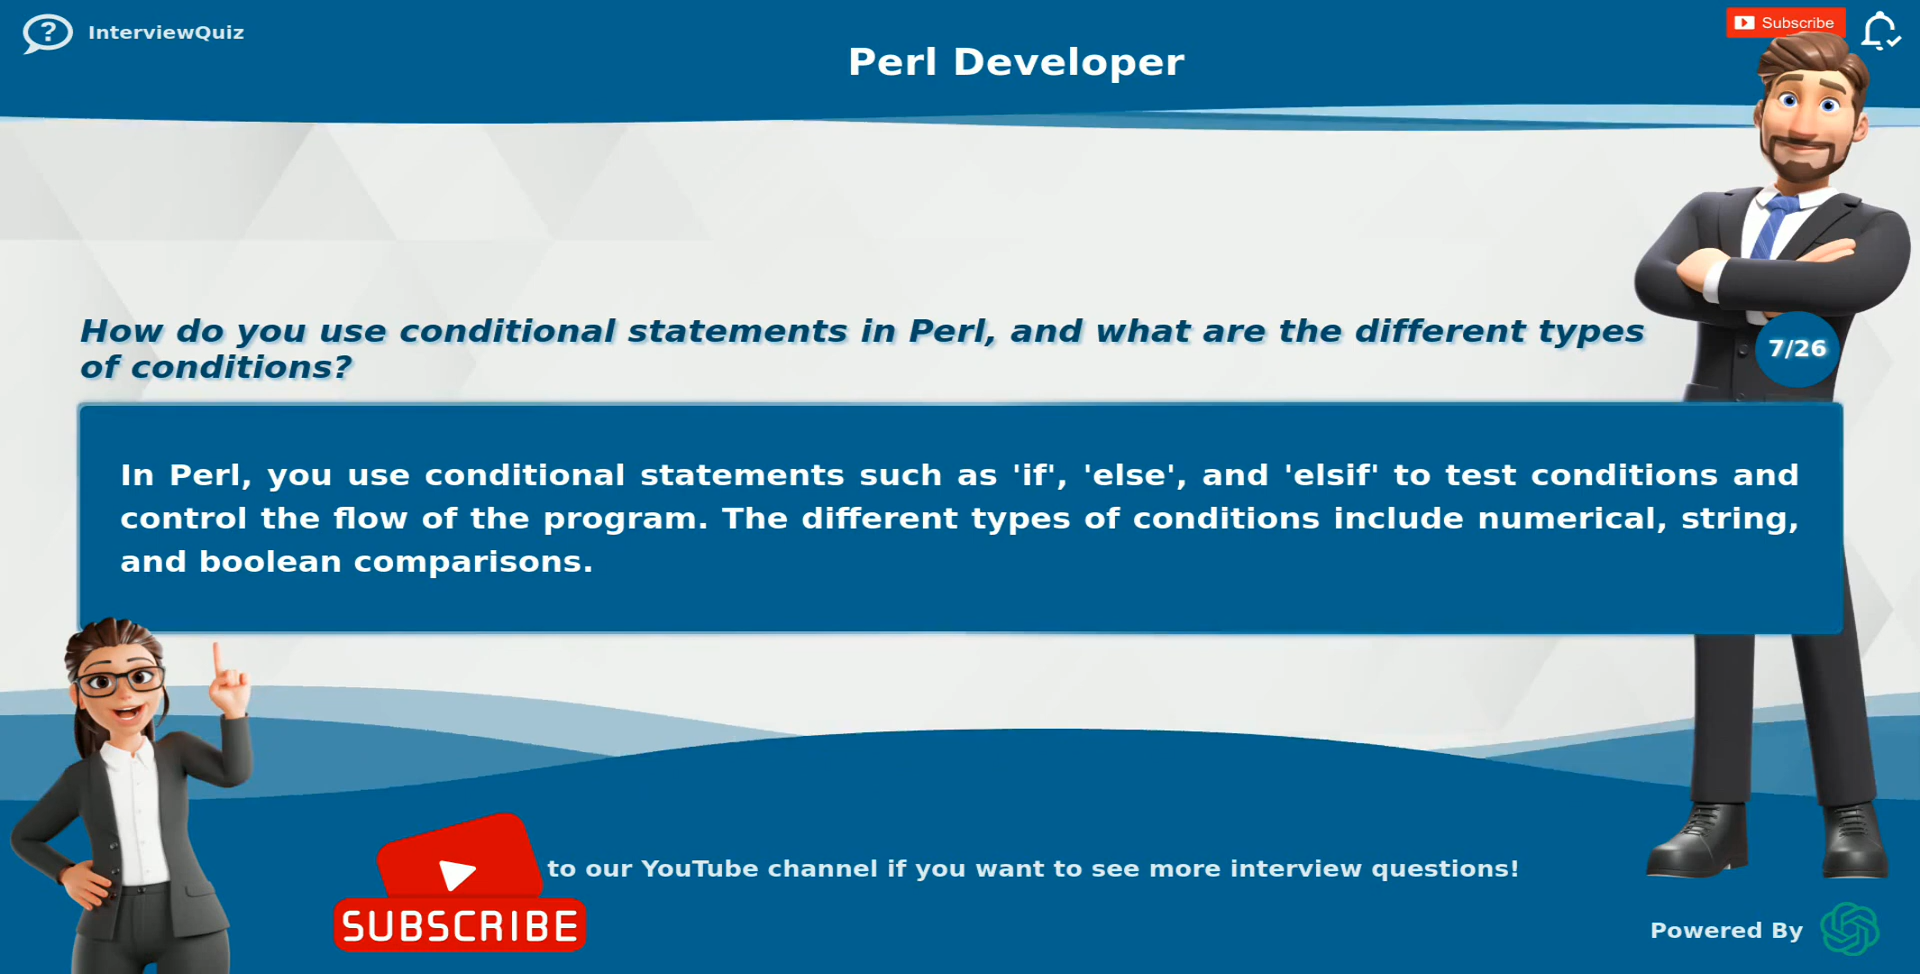 InterviewQuiz
Subscribe
Perl Developer
How do you use conditional statements in Perl, and what are the different types
of conditions?
7/26
In Perl, you use conditional statements such as 'if', 'else', and 'elsif' to test conditions and
control the flow of the program. The different types of conditions include numerical, string,
and boolean comparisons.
to our YouTube channel if you want to see more interview questions!
SUBSCRIBE
Powered By